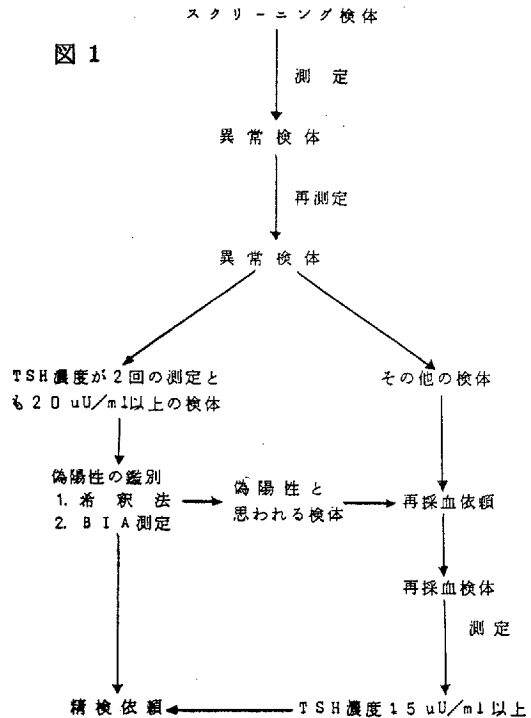 スクリーニング検体
図1
測 定
異常検体
再測定
異常検体
TSH濃度が2回の測定と
も20uU/ml以上の検体
その他の検体
偽陽性の鑑別
1. 希 釈 法
2. BIA測定
偽陽性と
思われる検体
再採血依頼
再採血検体
測 定
精検依頼
TSH濃度15uU/ml以上